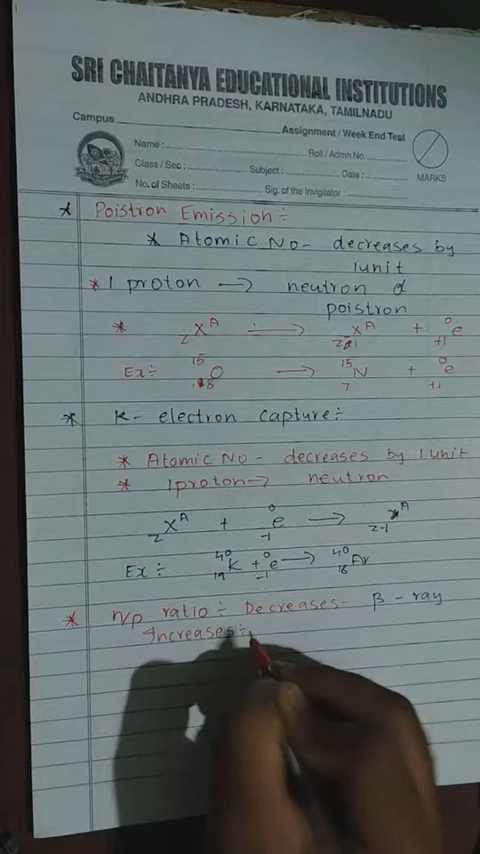 SRI CHAITANYA EDUCATIONAL INSTITUTIONS
ANDHRA PRADESH, KARNATAKA, TAMILNADU
Campus
Assignment / Week End Test
Name :
Roll / Admn No.
Class / Sec :
Subject :
Date :
MARKS
No. of Sheets :
Sig. of the Invigilator :
* Poistron Emission :-
* Atomic No - decreases by
1unit
* 1 proton → neutron &
poistron
* zX^A → z-1X^A + +1e^0
Ex :- 8O^15 → 7N^15 + +1e^0
* K - electron capture :-
* Atomic No - decreases by 1 unit
* 1proton → neutron
zX^A + -1e^0 → z-1X^A
Ex :- 19K^40 + -1e^0 → 18Ar^40
* n/p ratio :- Decreases - β - ray
Increases :-